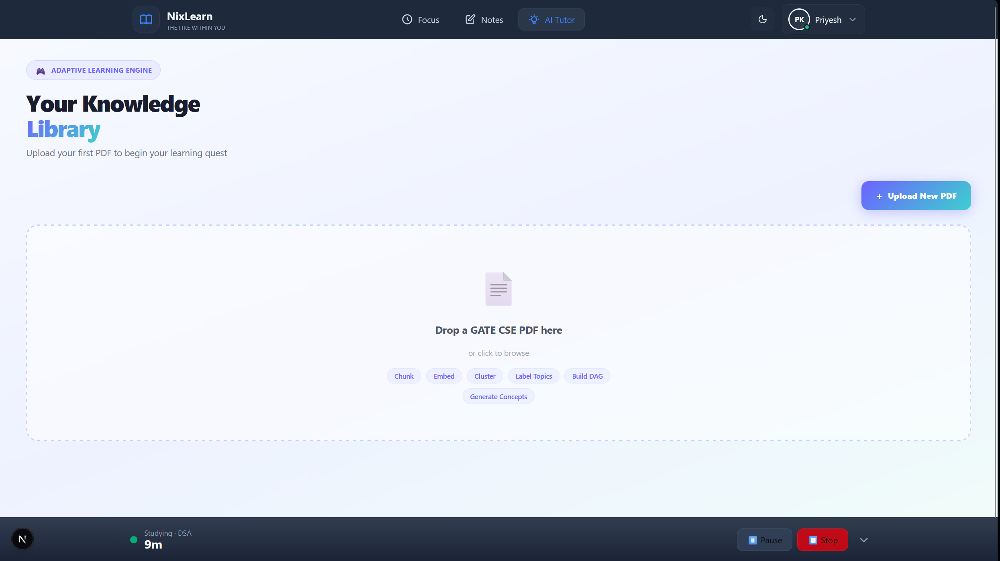 NixLearn
THE FIRE WITHIN YOU
Focus
Notes
AI Tutor
PK
Priyesh
ADAPTIVE LEARNING ENGINE
Your Knowledge
Library
Upload your first PDF to begin your learning quest
+ Upload New PDF
Drop a GATE CSE PDF here
or click to browse
Chunk
Embed
Cluster
Label Topics
Build DAG
Generate Concepts
N
Studying · DSA
9m
Pause
Stop